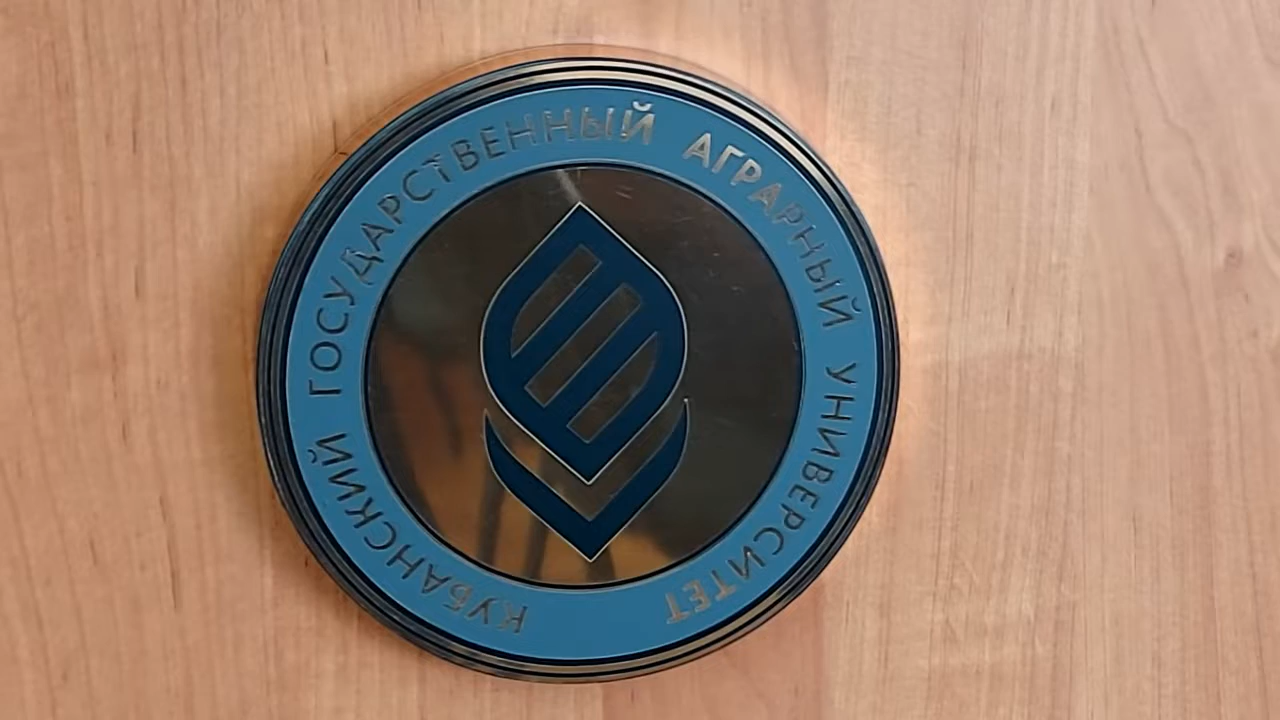 КУБАНСКИЙ ГОСУДАРСТВЕННЫЙ АГРАРНЫЙ УНИВЕРСИТЕТ